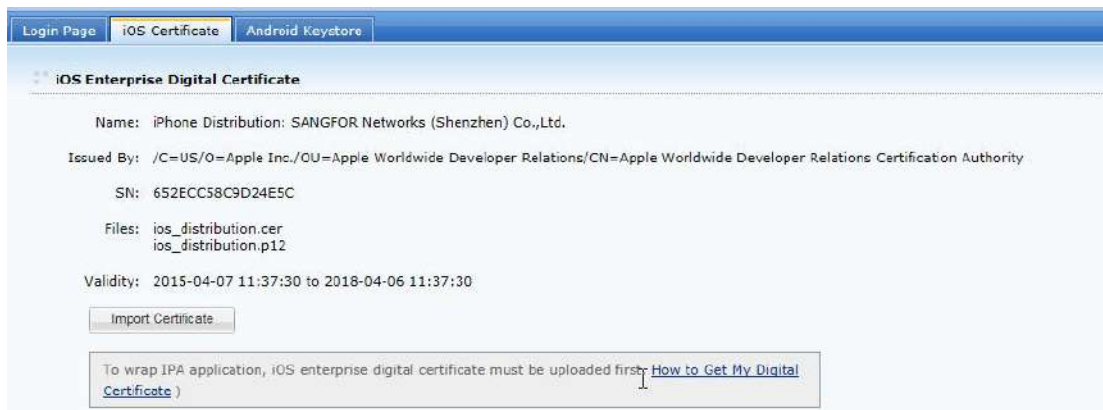 Login Page iOS Certificate Android Keystore
iOS Enterprise Digital Certificate
Name: iPhone Distribution: SANGFOR Networks (Shenzhen) Co.,Ltd.
Issued By: /C=US/O=Apple Inc./OU=Apple Worldwide Developer Relations/CN=Apple Worldwide Developer Relations Certification Authority
SN: 652ECC58C9D24E5C
Files: ios_distribution.cer
ios_distribution.p12
Validity: 2015-04-07 11:37:30 to 2018-04-06 11:37:30
Import Certificate
To wrap IPA application, iOS enterprise digital certificate must be uploaded first. How to Get My Digital
Certificate )